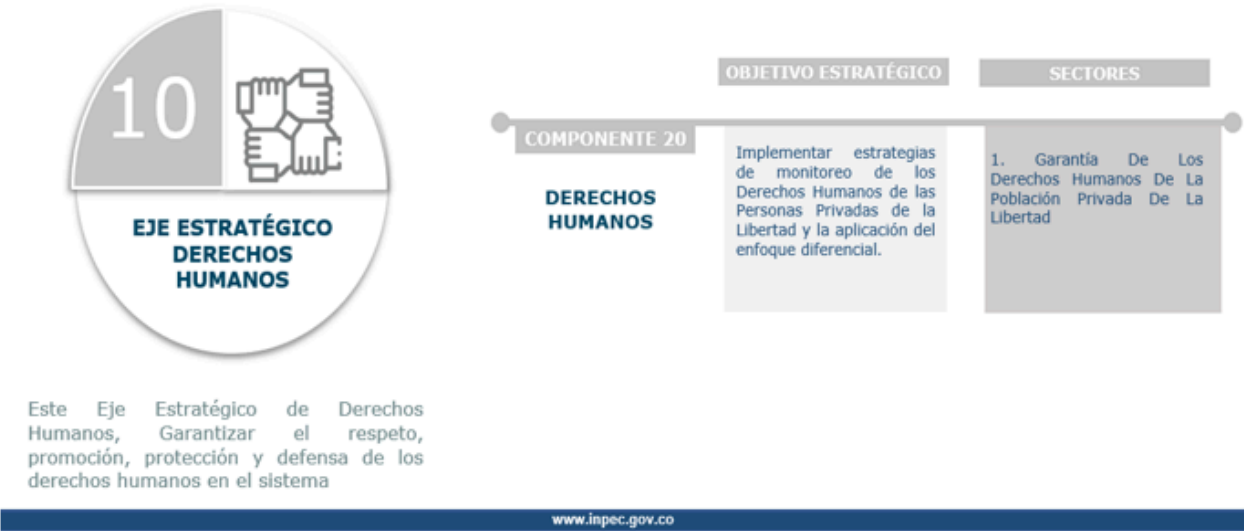 10
EJE ESTRATÉGICO
DERECHOS
HUMANOS
Este Eje Estratégico de Derechos
Humanos, Garantizar el respeto,
promoción, protección y defensa de los
derechos humanos en el sistema
COMPONENTE 20
DERECHOS
HUMANOS
OBJETIVO ESTRATÉGICO
Implementar estrategias
de monitoreo de los
Derechos Humanos de las
Personas Privadas de la
Libertad y la aplicación del
enfoque diferencial.
SECTORES
1. Garantía De Los
Derechos Humanos De La
Población Privada De La
Libertad
www.inpec.gov.co